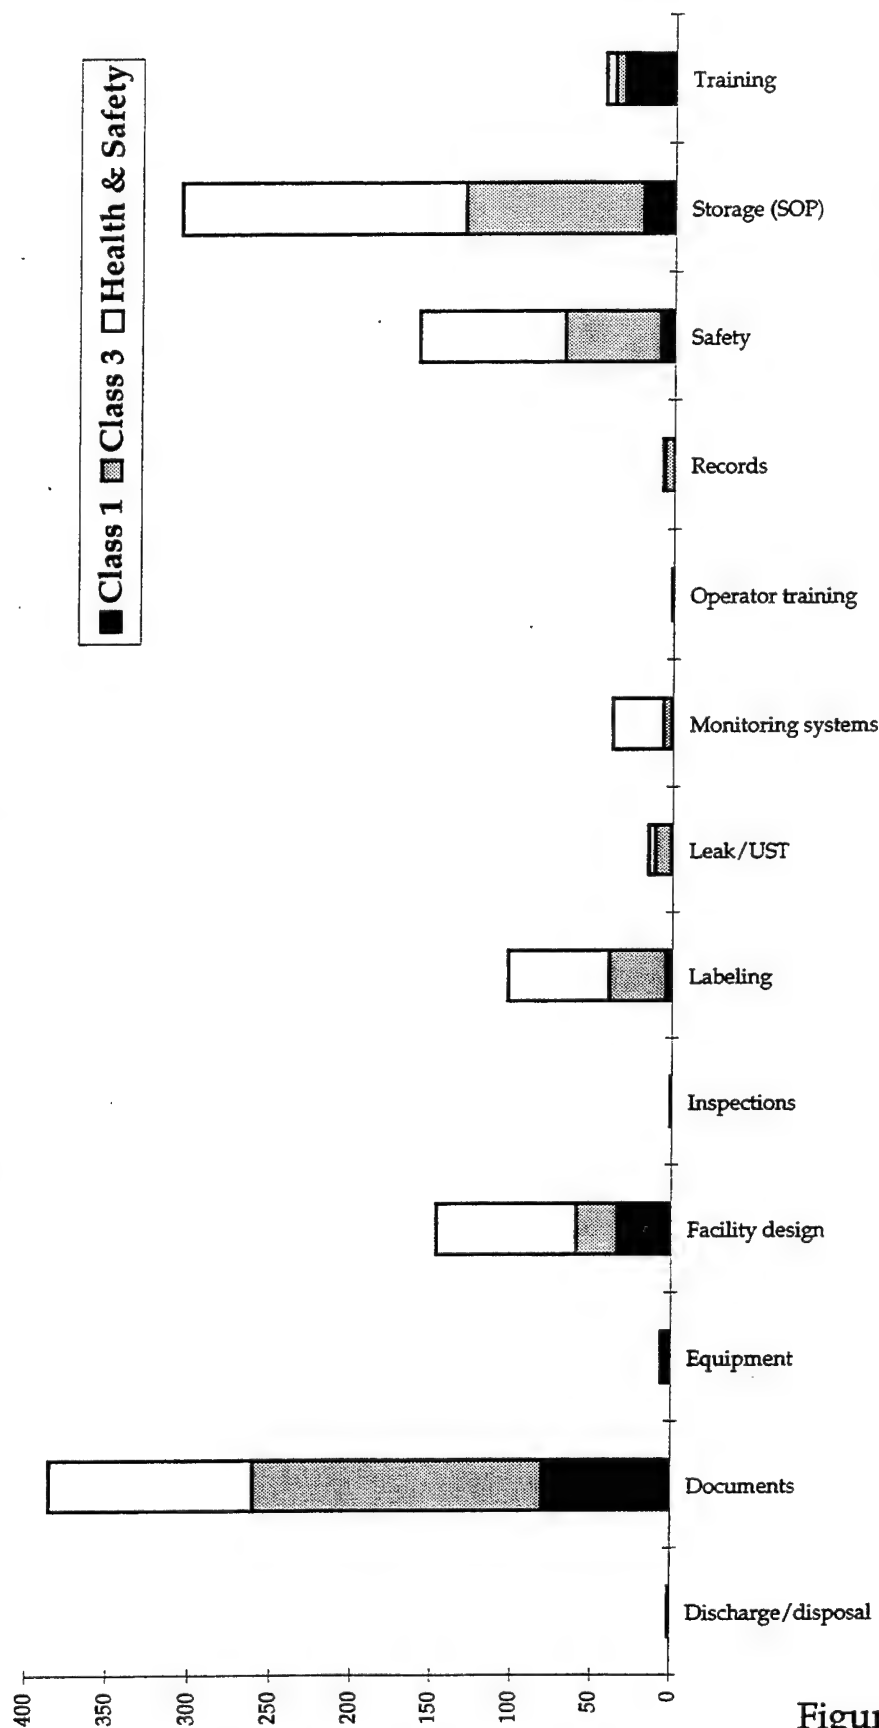 Class 1 Class 3 Health & Safety
Training
Storage (SOP)
Safety
Records
Operator training
Monitoring systems
Leak/UST
Labeling
Inspections
Facility design
Equipment
Documents
Discharge/disposal
400
350
300
250
200
150
100
50
0
Figur